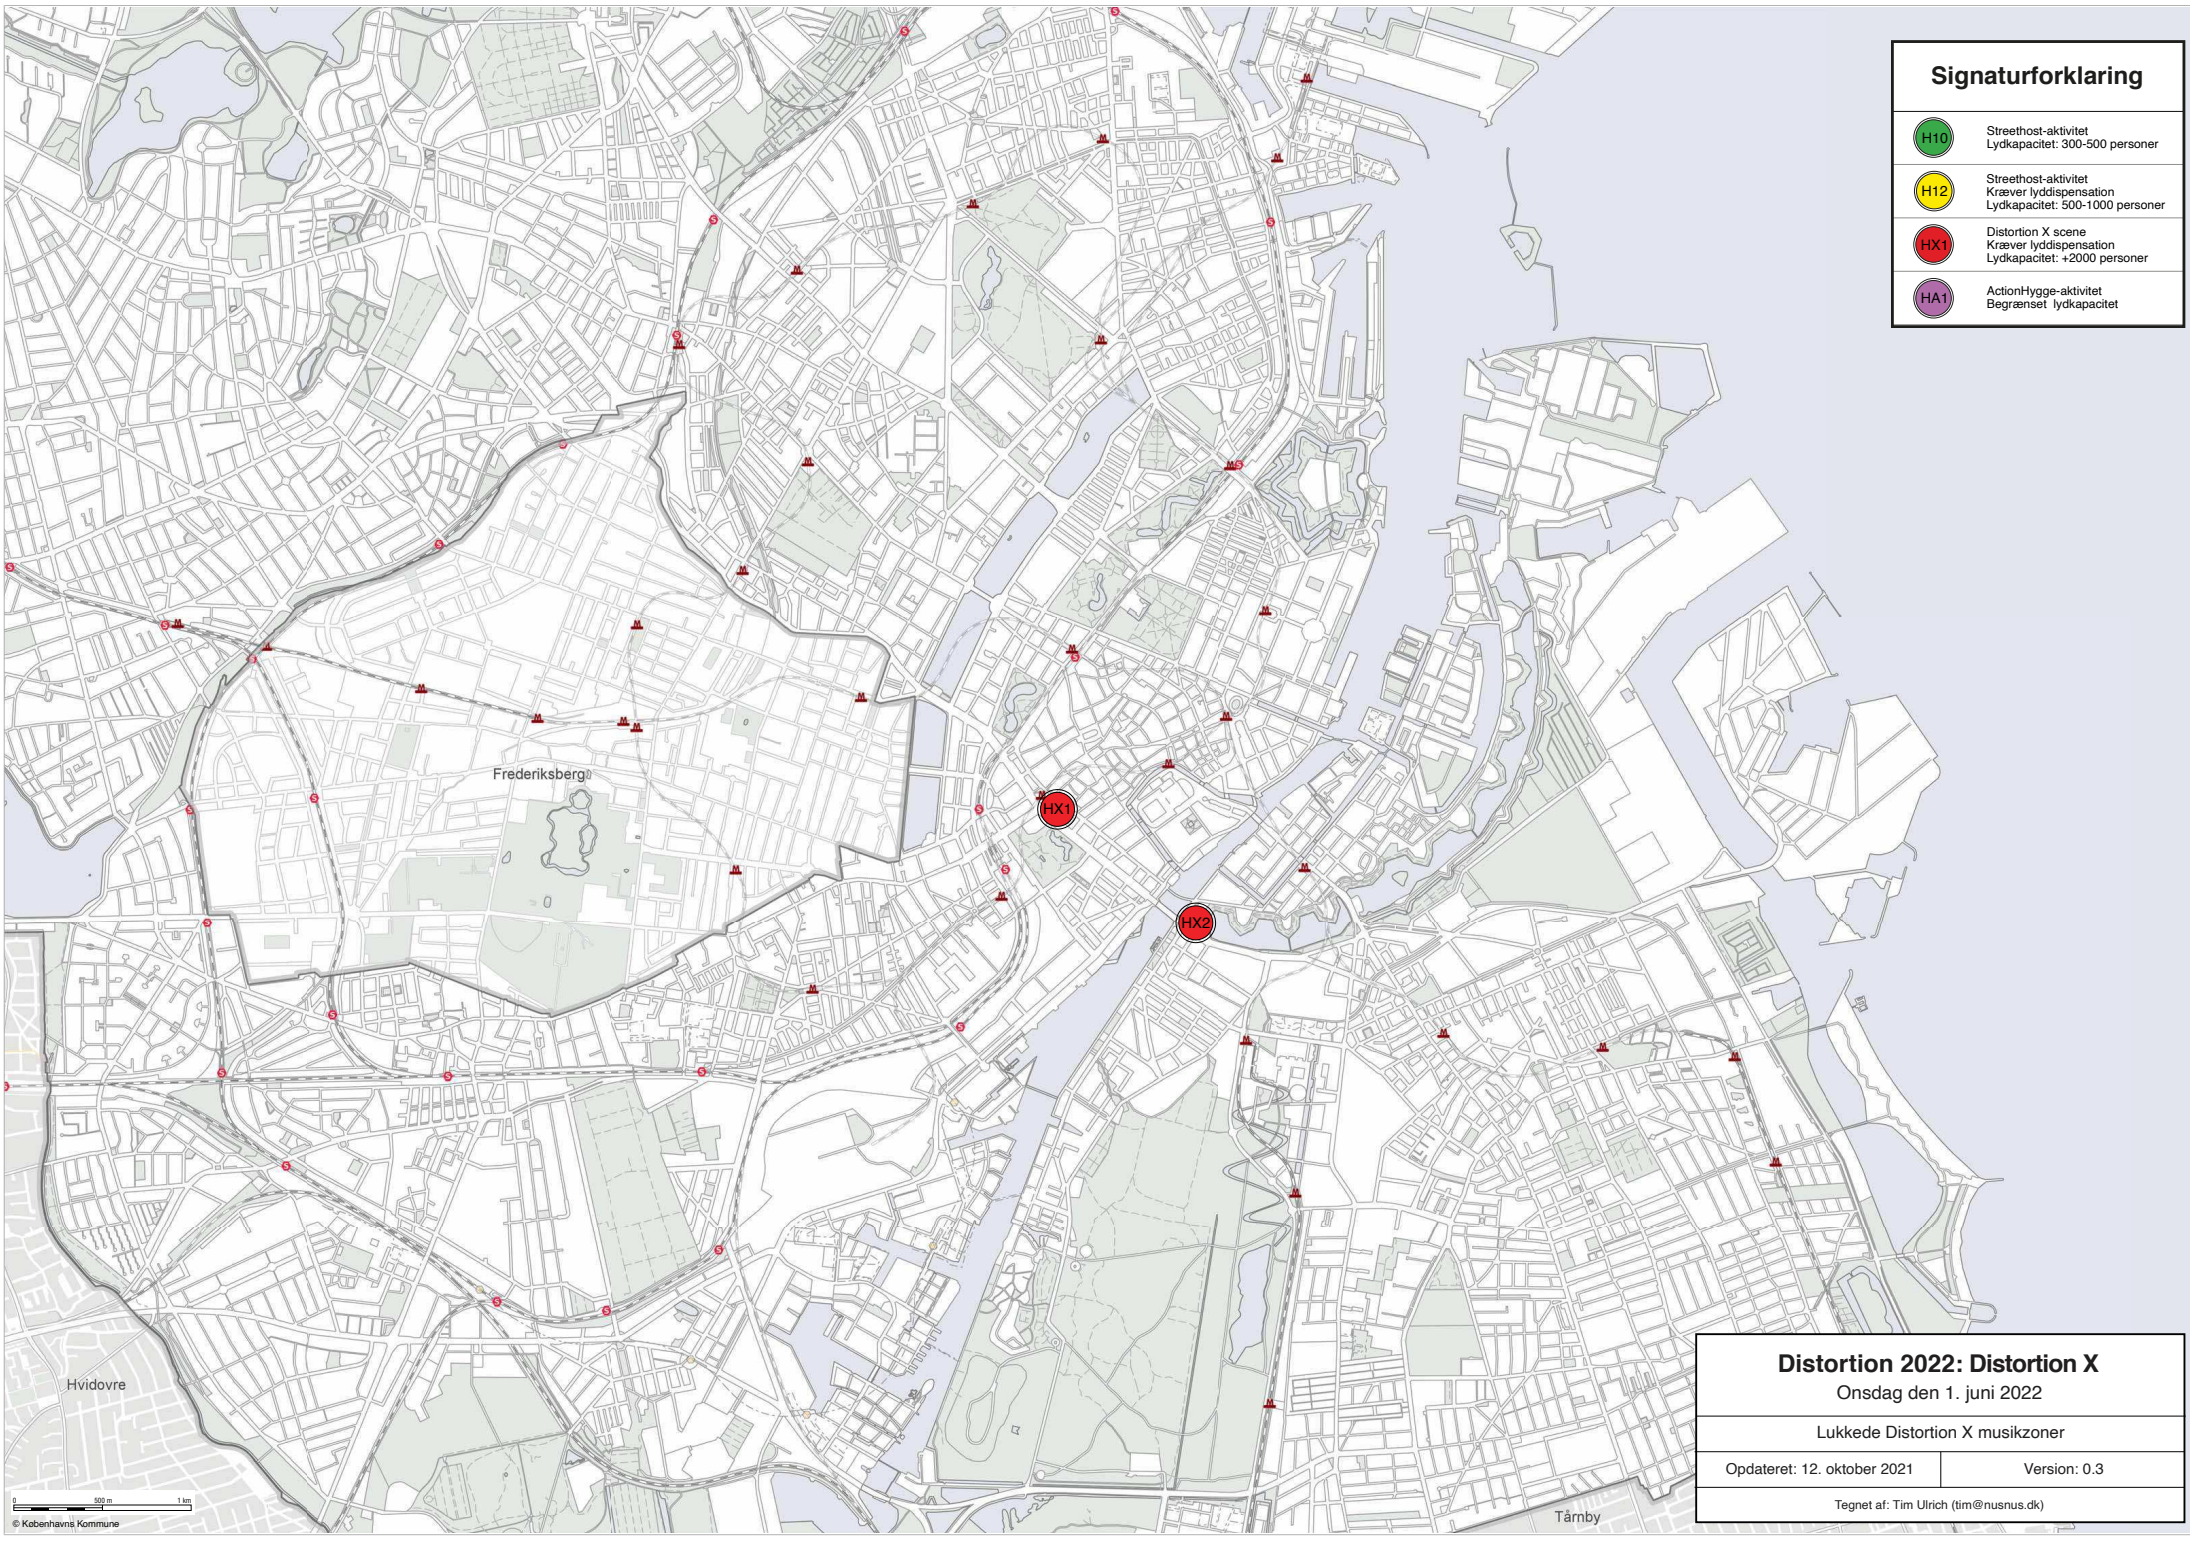 Signaturforklaring
H10
Streethost-aktivitet
Lydkapacitet: 300-500 personer
H12
Streethost-aktivitet
Kræver lyddispensation
Lydkapacitet: 500-1000 personer
HX1
Distortion X scene
Kræver lyddispensation
Lydkapacitet: +2000 personer
HA1
ActionHygge-aktivitet
Begrænset lydkapacitet
Frederiksberg
HX1
HX2
Hvidovre
Tårnby
Distortion 2022: Distortion X
Onsdag den 1. juni 2022
Lukkede Distortion X musikzoner
Opdateret: 12. oktober 2021
Version: 0.3
Tegnet af: Tim Ulrich (tim@nusnus.dk)
0 500 m 1 km
© Københavns Kommune